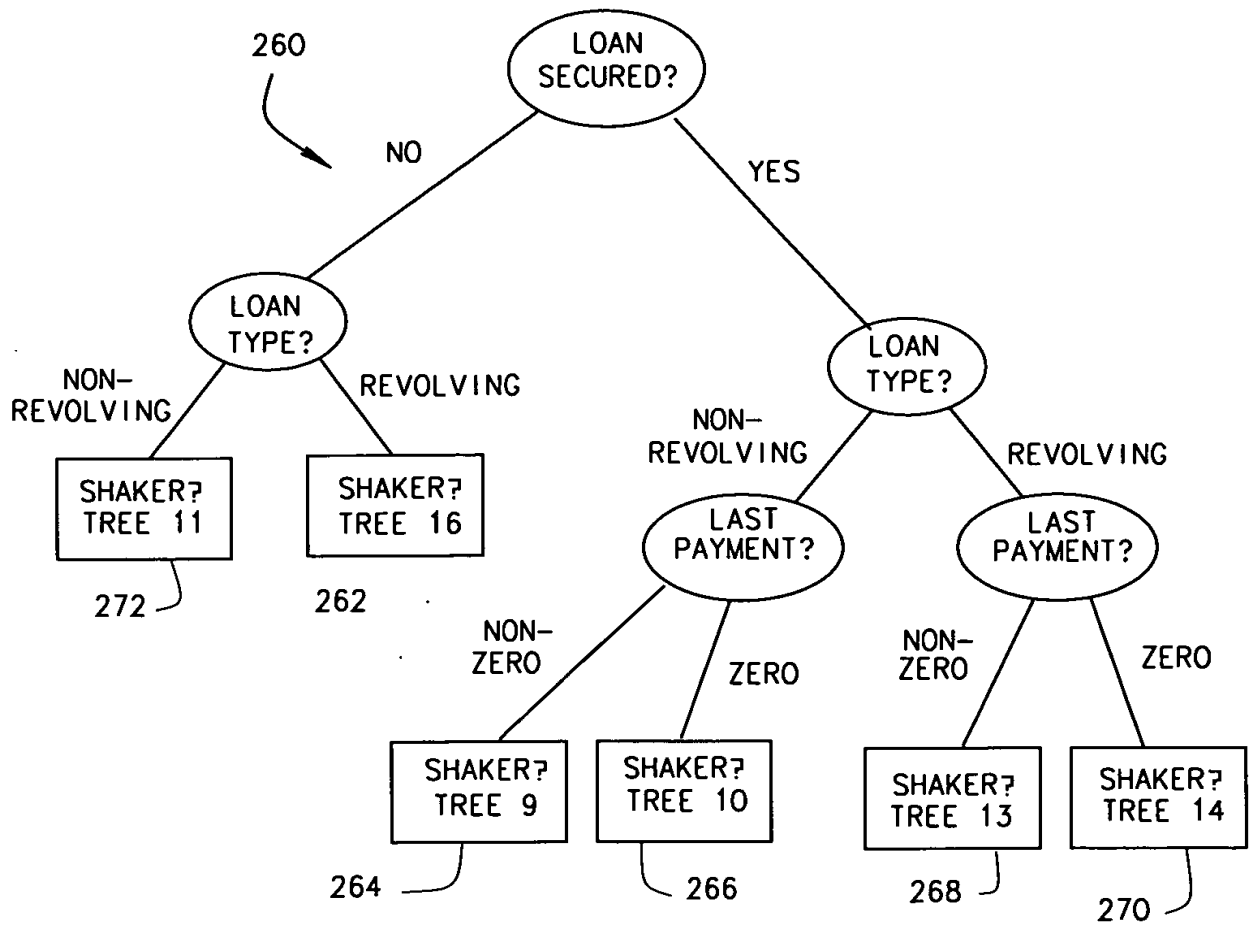 260
LOAN
SECURED?
NO
YES
LOAN
TYPE?
LOAN
TYPE?
NON-
REVOLVING
REVOLVING
NON-
REVOLVING
REVOLVING
SHAKER?
TREE 11
SHAKER?
TREE 16
LAST
PAYMENT?
LAST
PAYMENT?
272
262
NON-
ZERO
ZERO
NON-
ZERO
ZERO
SHAKER?
TREE 9
SHAKER?
TREE 10
SHAKER?
TREE 13
SHAKER?
TREE 14
264
266
268
270